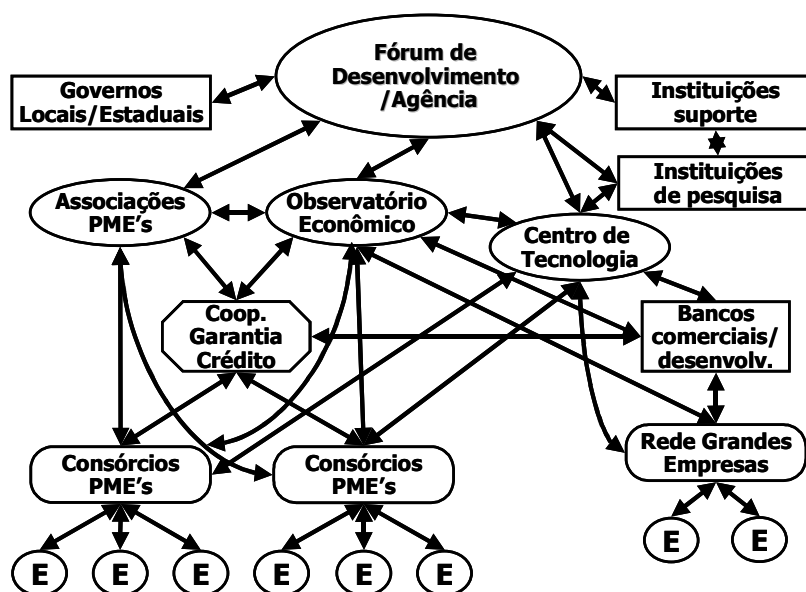 Fórum de
Desenvolvimento
/Agência
Governos
Locais/Estaduais
Instituições
suporte
Instituições
de pesquisa
Associações
PME’s
Observatório
Econômico
Centro de
Tecnologia
Coop.
Garantia
Crédito
Bancos
comerciais/
desenvolv.
Consórcios
PME’s
Consórcios
PME’s
Rede Grandes
Empresas
E
E
E
E
E
E
E
E